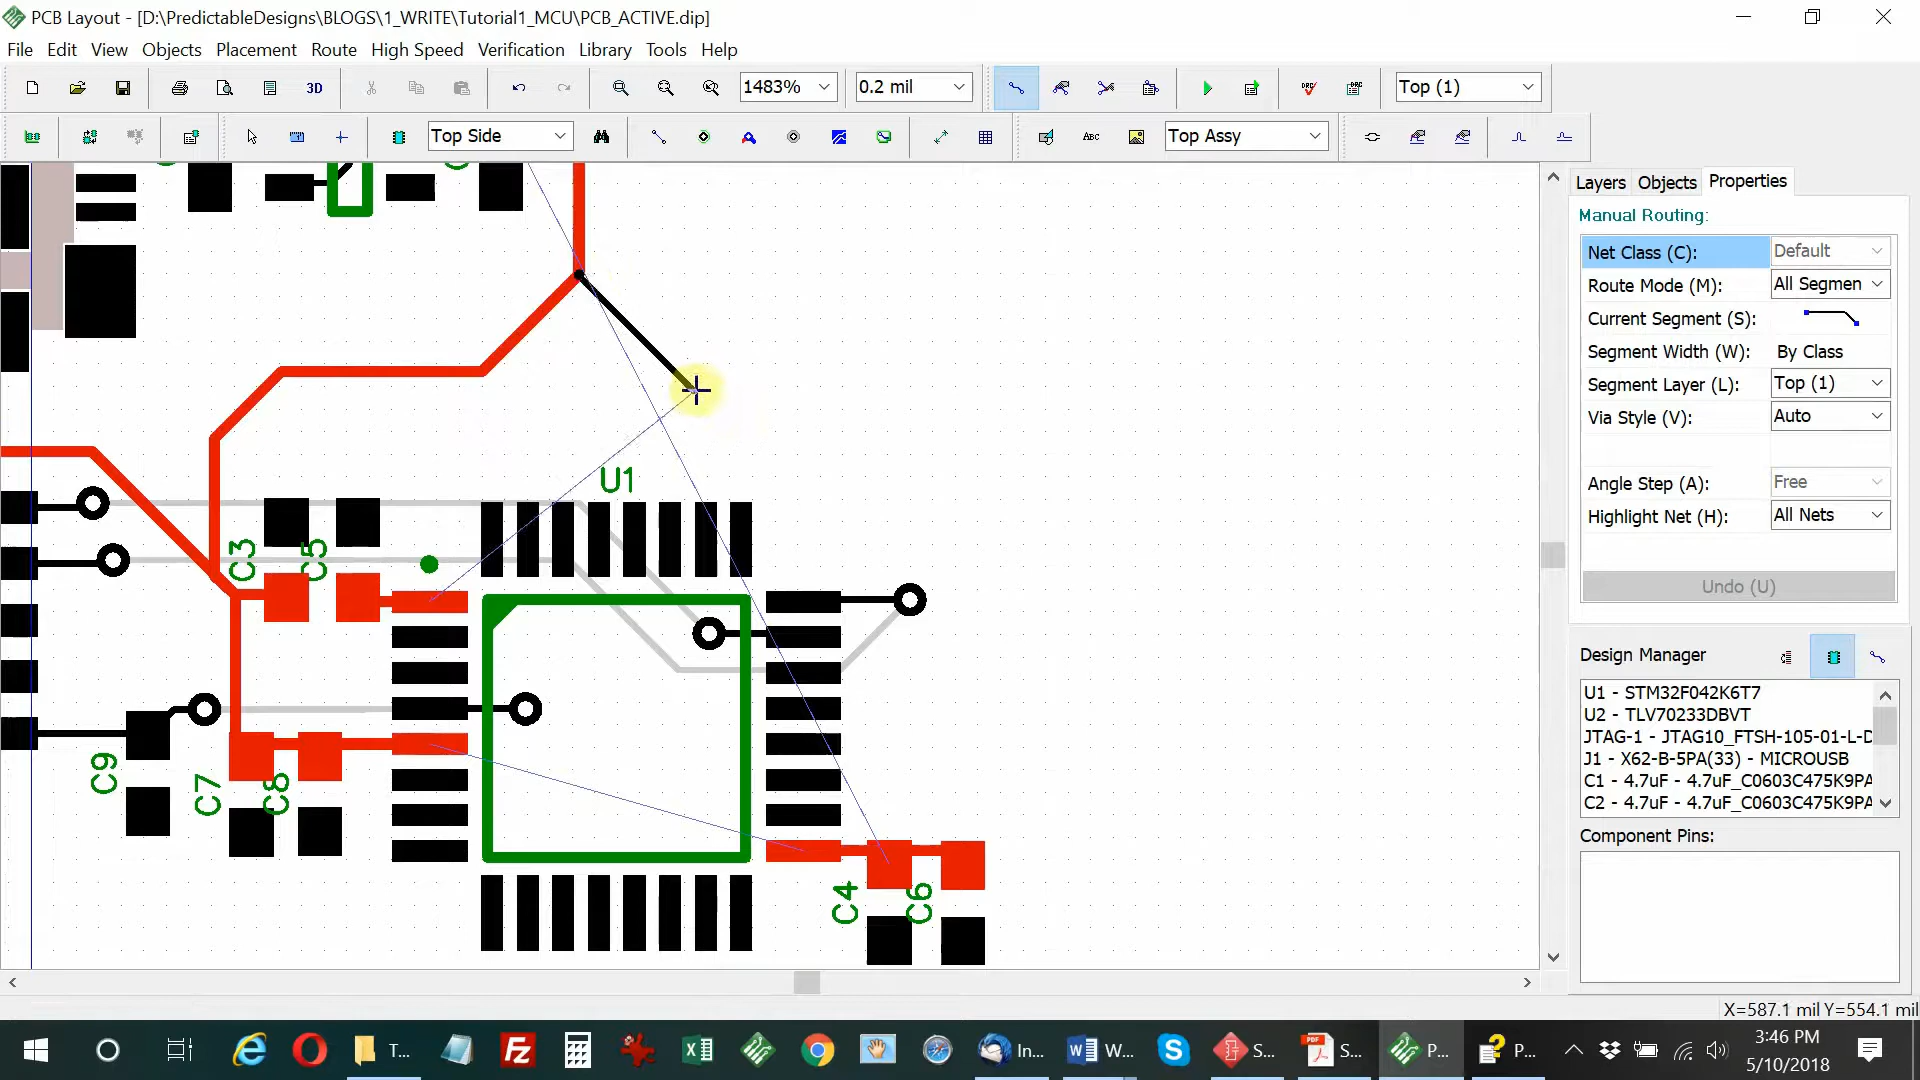 PCB Layout - [D:\PredictableDesigns\BLOGS\1_WRITE\Tutorial1_MCU\PCB_ACTIVE.dip]
File Edit View Objects Placement Route High Speed Verification Library Tools Help
3D 1483% 0.2 mil DRC Top (1)
Top Side ABC Top Assy
Layers Objects Properties
Manual Routing:
Net Class (C): Default
Route Mode (M): All Segmen
Current Segment (S):
Segment Width (W): By Class
Segment Layer (L): Top (1)
Via Style (V): Auto
Angle Step (A): Free
Highlight Net (H): All Nets
Undo (U)
U1
C3
C5
C9
C7
C8
C4
C6
Design Manager
U1 - STM32F042K6T7
U2 - TLV70233DBVT
JTAG-1 - JTAG10_FTSH-105-01-L-D
J1 - X62-B-5PA(33) - MICROUSB
C1 - 4.7uF - 4.7uF_C0603C475K9PA
C2 - 4.7uF - 4.7uF_C0603C475K9PA
Component Pins:
X=587.1 mil Y=554.1 mil
T... In... W... S... S... P... P...
3:46 PM
5/10/2018